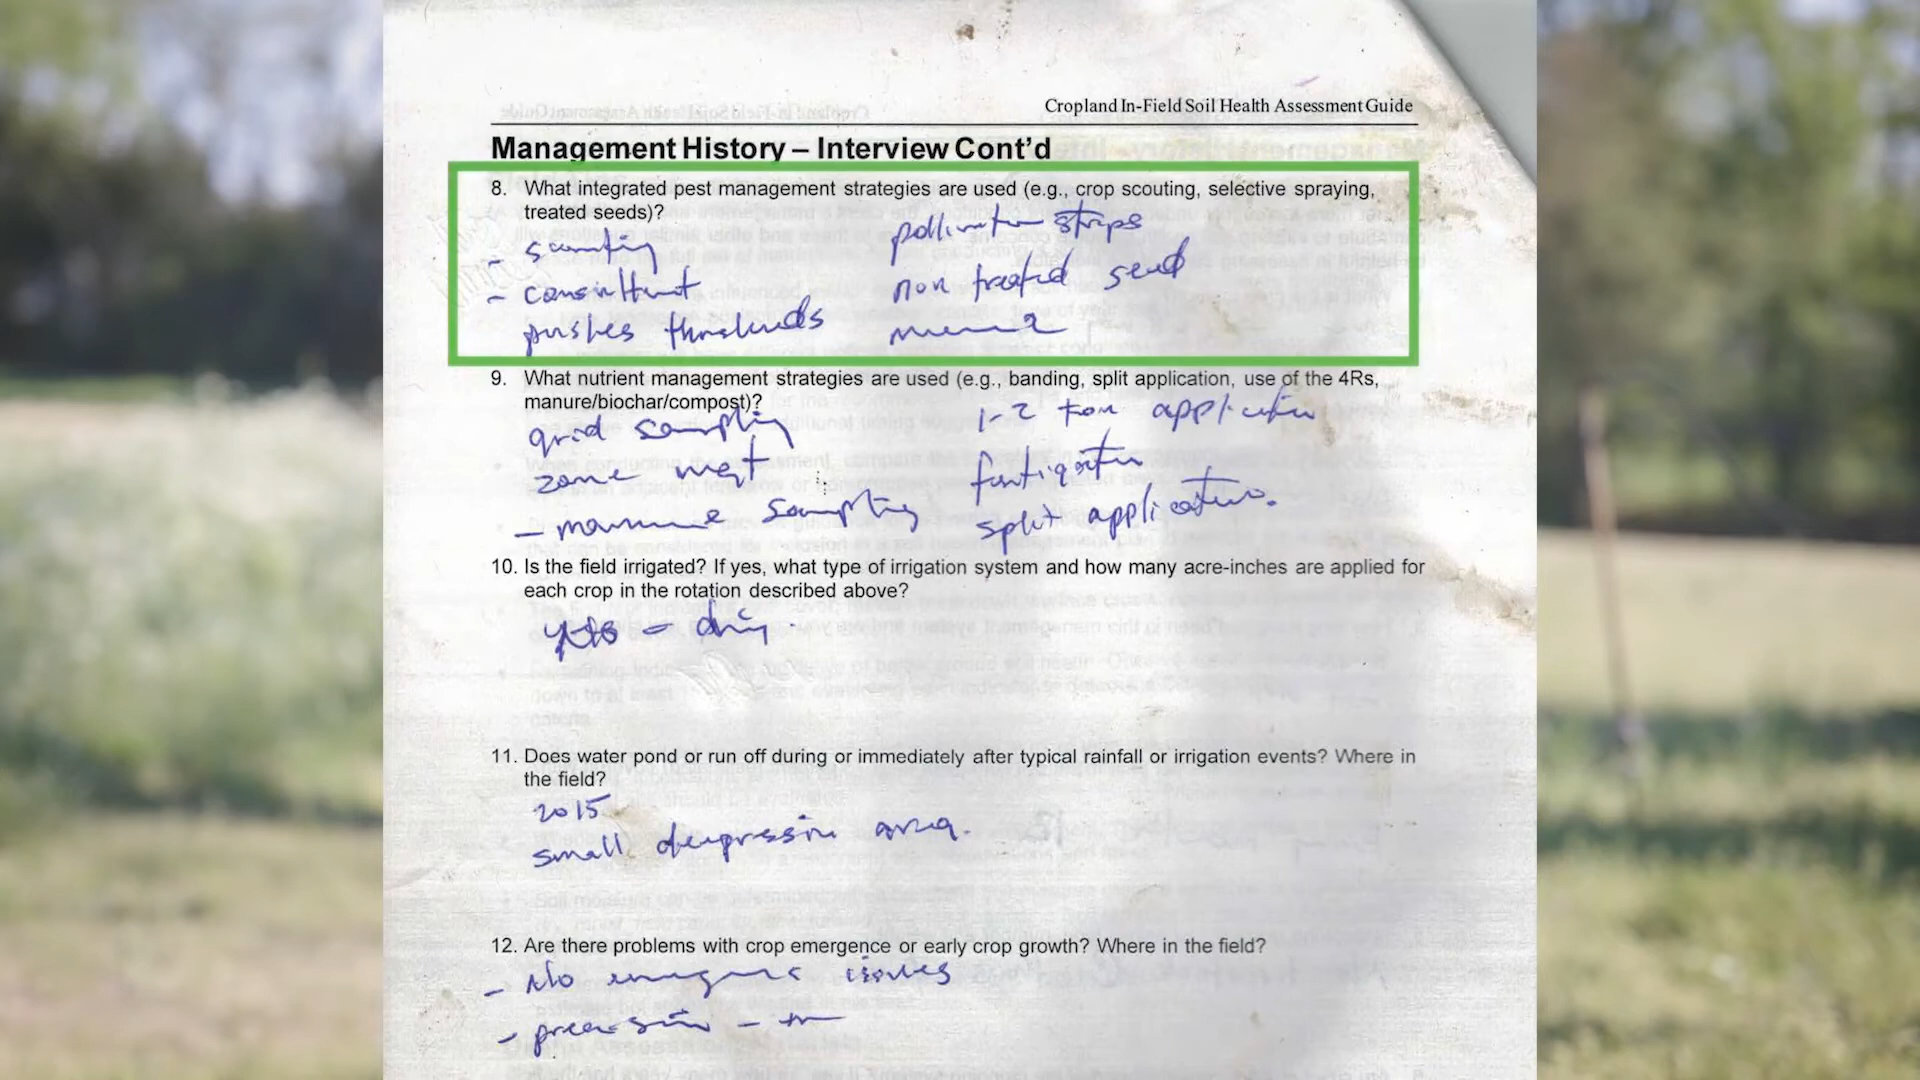 Cropland In-Field Soil Health Assessment Guide
Management History – Interview Cont'd
8. What integrated pest management strategies are used (e.g., crop scouting, selective spraying,
treated seeds)?
- scouting
- consultant
pushes thresholds
pollinator strips
non treated seed
9. What nutrient management strategies are used (e.g., banding, split application, use of the 4Rs,
manure/biochar/compost)?
grid sampling
zone mgt
- manure sampling
1-2 ton application
fertigation
split application.
10. Is the field irrigated? If yes, what type of irrigation system and how many acre-inches are applied for
each crop in the rotation described above?
yes - drip.
11. Does water pond or run off during or immediately after typical rainfall or irrigation events? Where in
the field?
2015
small depression area.
12. Are there problems with crop emergence or early crop growth? Where in the field?
- No emergence issues
- precision -